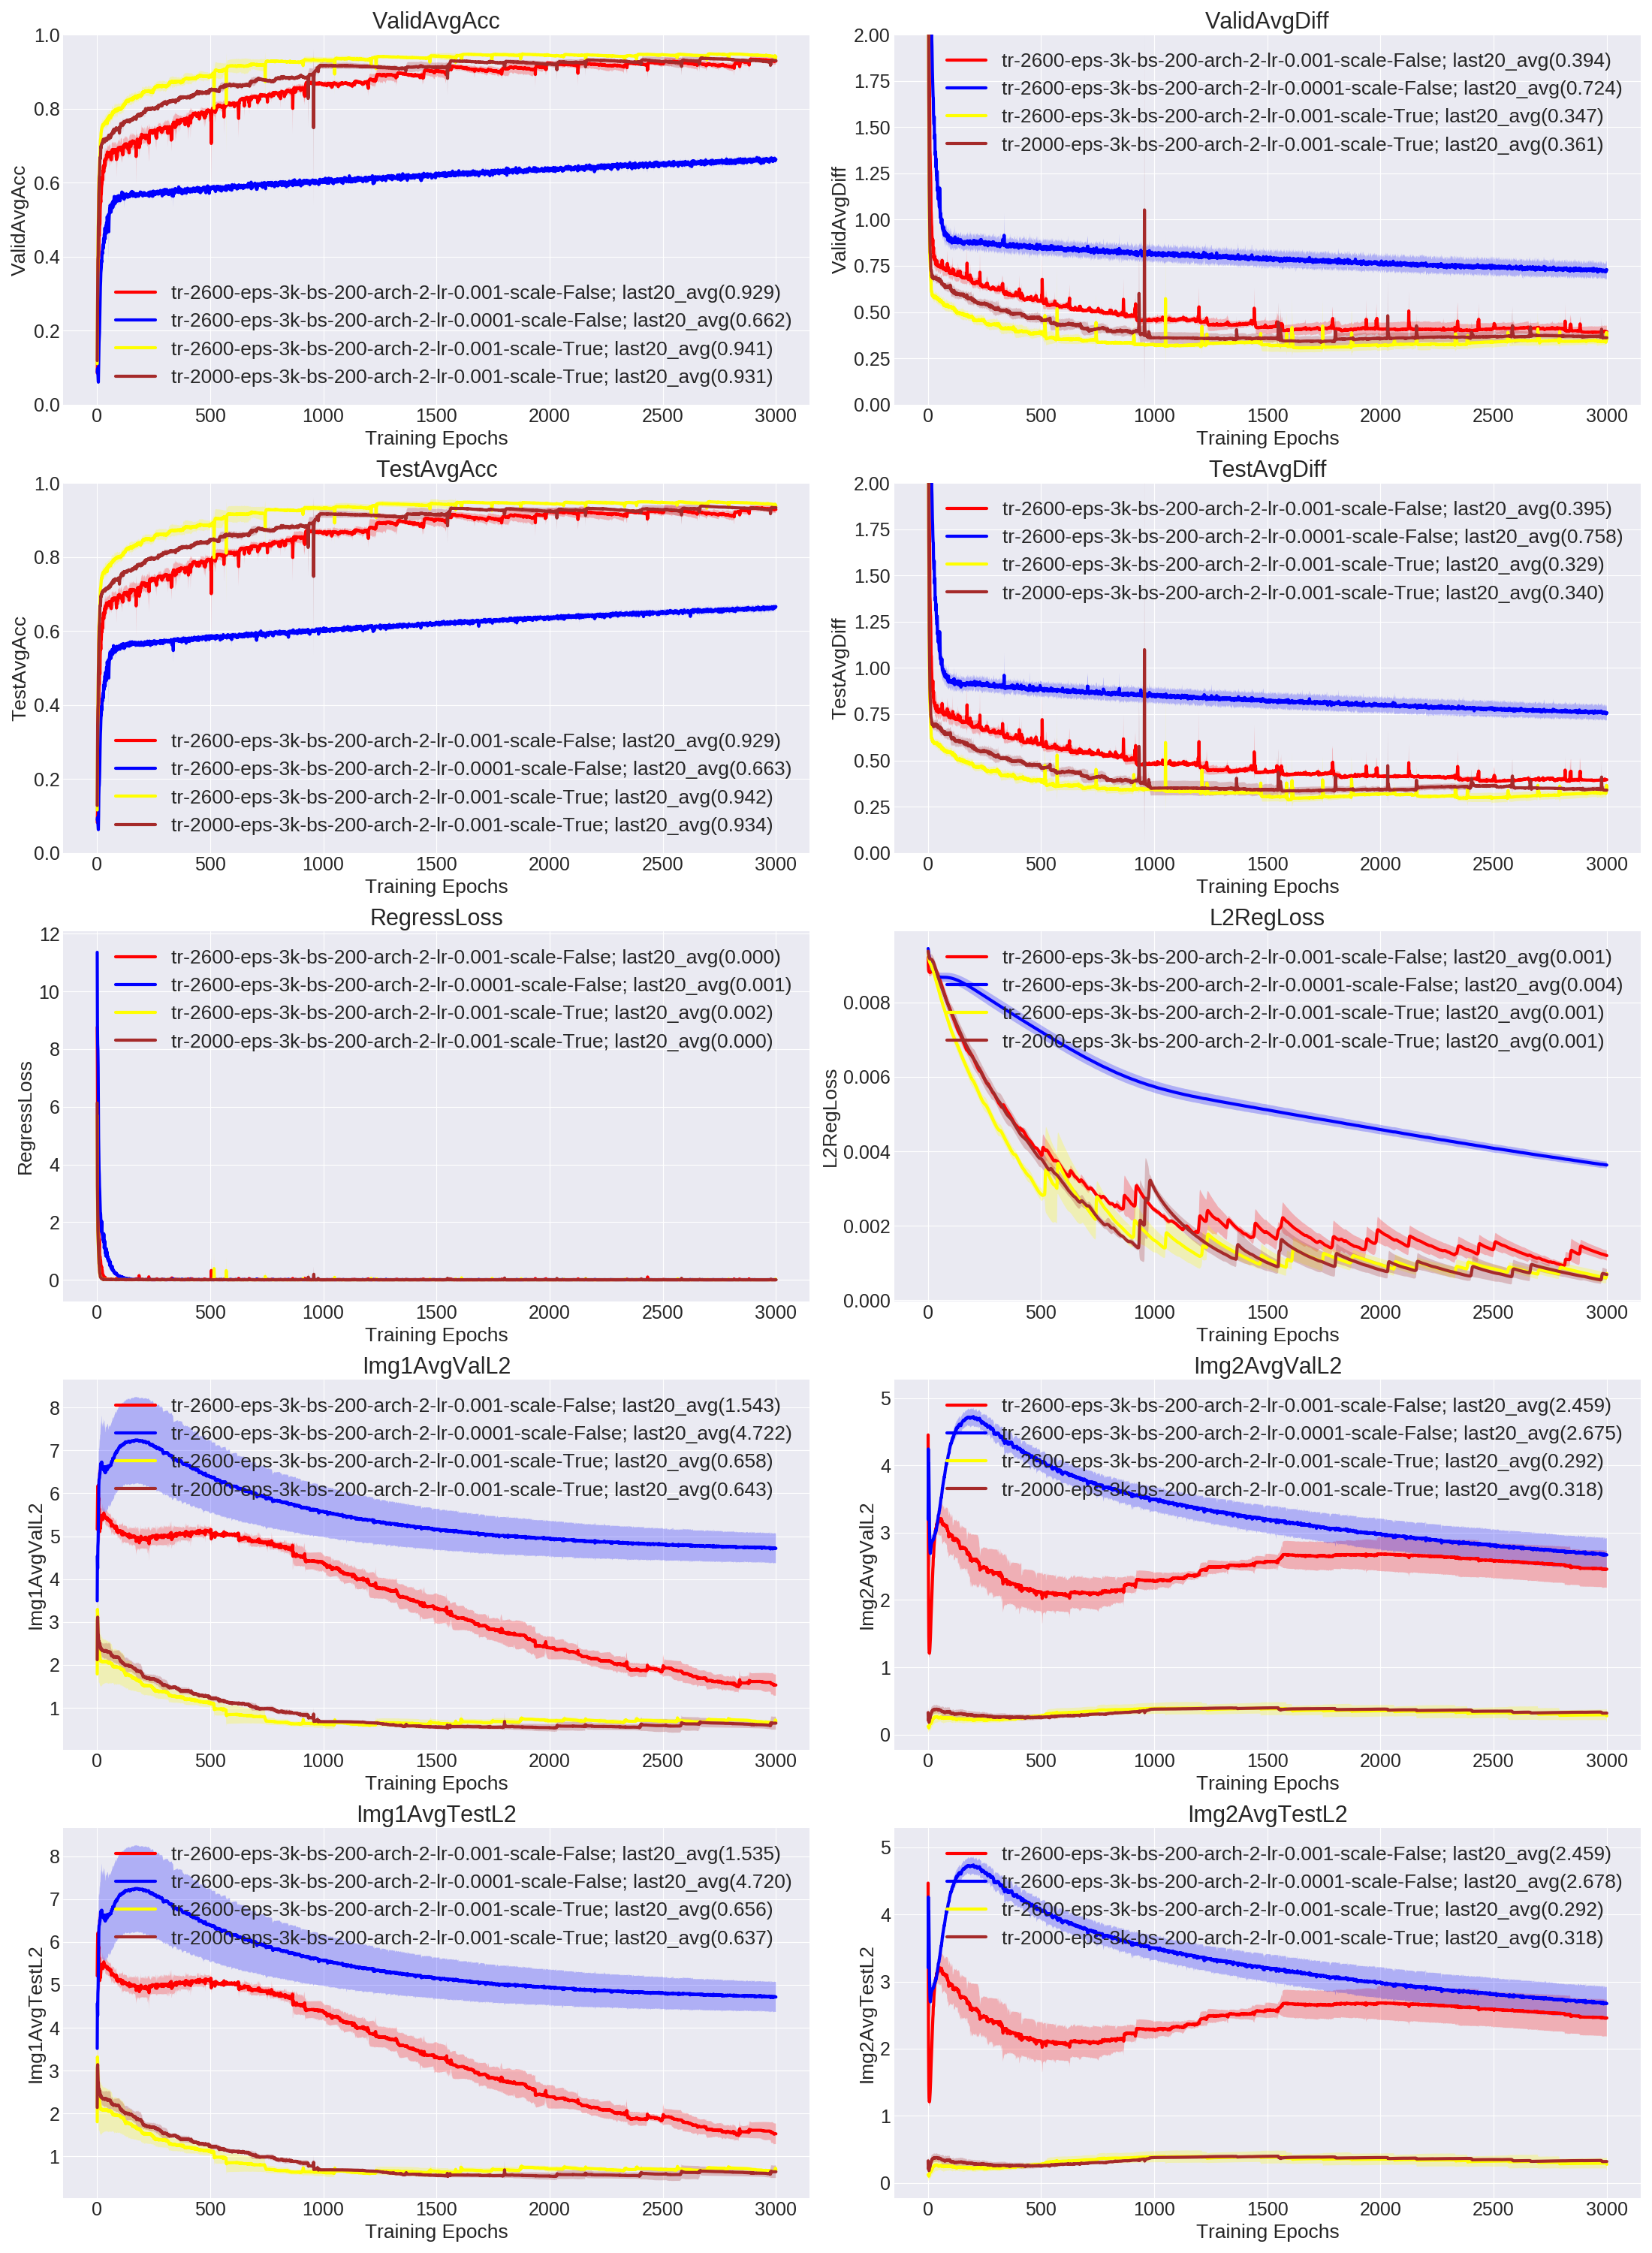 ValidAvgAcc
ValidAvgAcc
1.0
0.8
0.6
0.4
0.2
0.0
tr-2600-eps-3k-bs-200-arch-2-lr-0.001-scale-False; last20_avg(0.929)
tr-2600-eps-3k-bs-200-arch-2-lr-0.0001-scale-False; last20_avg(0.662)
tr-2600-eps-3k-bs-200-arch-2-lr-0.001-scale-True; last20_avg(0.941)
tr-2000-eps-3k-bs-200-arch-2-lr-0.001-scale-True; last20_avg(0.931)
0 500 1000 1500 2000 2500 3000
Training Epochs
ValidAvgDiff
ValidAvgDiff
2.00
1.75
1.50
1.25
1.00
0.75
0.50
0.25
0.00
tr-2600-eps-3k-bs-200-arch-2-lr-0.001-scale-False; last20_avg(0.394)
tr-2600-eps-3k-bs-200-arch-2-lr-0.0001-scale-False; last20_avg(0.724)
tr-2600-eps-3k-bs-200-arch-2-lr-0.001-scale-True; last20_avg(0.347)
tr-2000-eps-3k-bs-200-arch-2-lr-0.001-scale-True; last20_avg(0.361)
0 500 1000 1500 2000 2500 3000
Training Epochs
TestAvgAcc
TestAvgAcc
1.0
0.8
0.6
0.4
0.2
0.0
tr-2600-eps-3k-bs-200-arch-2-lr-0.001-scale-False; last20_avg(0.929)
tr-2600-eps-3k-bs-200-arch-2-lr-0.0001-scale-False; last20_avg(0.663)
tr-2600-eps-3k-bs-200-arch-2-lr-0.001-scale-True; last20_avg(0.942)
tr-2000-eps-3k-bs-200-arch-2-lr-0.001-scale-True; last20_avg(0.934)
0 500 1000 1500 2000 2500 3000
Training Epochs
TestAvgDiff
TestAvgDiff
2.00
1.75
1.50
1.25
1.00
0.75
0.50
0.25
0.00
tr-2600-eps-3k-bs-200-arch-2-lr-0.001-scale-False; last20_avg(0.395)
tr-2600-eps-3k-bs-200-arch-2-lr-0.0001-scale-False; last20_avg(0.758)
tr-2600-eps-3k-bs-200-arch-2-lr-0.001-scale-True; last20_avg(0.329)
tr-2000-eps-3k-bs-200-arch-2-lr-0.001-scale-True; last20_avg(0.340)
0 500 1000 1500 2000 2500 3000
Training Epochs
RegressLoss
RegressLoss
12
10
8
6
4
2
0
tr-2600-eps-3k-bs-200-arch-2-lr-0.001-scale-False; last20_avg(0.000)
tr-2600-eps-3k-bs-200-arch-2-lr-0.0001-scale-False; last20_avg(0.001)
tr-2600-eps-3k-bs-200-arch-2-lr-0.001-scale-True; last20_avg(0.002)
tr-2000-eps-3k-bs-200-arch-2-lr-0.001-scale-True; last20_avg(0.000)
0 500 1000 1500 2000 2500 3000
Training Epochs
L2RegLoss
L2RegLoss
0.008
0.006
0.004
0.002
0.000
tr-2600-eps-3k-bs-200-arch-2-lr-0.001-scale-False; last20_avg(0.001)
tr-2600-eps-3k-bs-200-arch-2-lr-0.0001-scale-False; last20_avg(0.004)
tr-2600-eps-3k-bs-200-arch-2-lr-0.001-scale-True; last20_avg(0.001)
tr-2000-eps-3k-bs-200-arch-2-lr-0.001-scale-True; last20_avg(0.001)
0 500 1000 1500 2000 2500 3000
Training Epochs
Img1AvgValL2
Img1AvgValL2
8
7
6
5
4
3
2
1
tr-2600-eps-3k-bs-200-arch-2-lr-0.001-scale-False; last20_avg(1.543)
tr-2600-eps-3k-bs-200-arch-2-lr-0.0001-scale-False; last20_avg(4.722)
tr-2600-eps-3k-bs-200-arch-2-lr-0.001-scale-True; last20_avg(0.658)
tr-2000-eps-3k-bs-200-arch-2-lr-0.001-scale-True; last20_avg(0.643)
0 500 1000 1500 2000 2500 3000
Training Epochs
Img2AvgValL2
Img2AvgValL2
5
4
3
2
1
0
tr-2600-eps-3k-bs-200-arch-2-lr-0.001-scale-False; last20_avg(2.459)
tr-2600-eps-3k-bs-200-arch-2-lr-0.0001-scale-False; last20_avg(2.675)
tr-2600-eps-3k-bs-200-arch-2-lr-0.001-scale-True; last20_avg(0.292)
tr-2000-eps-3k-bs-200-arch-2-lr-0.001-scale-True; last20_avg(0.318)
0 500 1000 1500 2000 2500 3000
Training Epochs
Img1AvgTestL2
Img1AvgTestL2
8
7
6
5
4
3
2
1
tr-2600-eps-3k-bs-200-arch-2-lr-0.001-scale-False; last20_avg(1.535)
tr-2600-eps-3k-bs-200-arch-2-lr-0.0001-scale-False; last20_avg(4.720)
tr-2600-eps-3k-bs-200-arch-2-lr-0.001-scale-True; last20_avg(0.656)
tr-2000-eps-3k-bs-200-arch-2-lr-0.001-scale-True; last20_avg(0.637)
0 500 1000 1500 2000 2500 3000
Training Epochs
Img2AvgTestL2
Img2AvgTestL2
5
4
3
2
1
0
tr-2600-eps-3k-bs-200-arch-2-lr-0.001-scale-False; last20_avg(2.459)
tr-2600-eps-3k-bs-200-arch-2-lr-0.0001-scale-False; last20_avg(2.678)
tr-2600-eps-3k-bs-200-arch-2-lr-0.001-scale-True; last20_avg(0.292)
tr-2000-eps-3k-bs-200-arch-2-lr-0.001-scale-True; last20_avg(0.318)
0 500 1000 1500 2000 2500 3000
Training Epochs